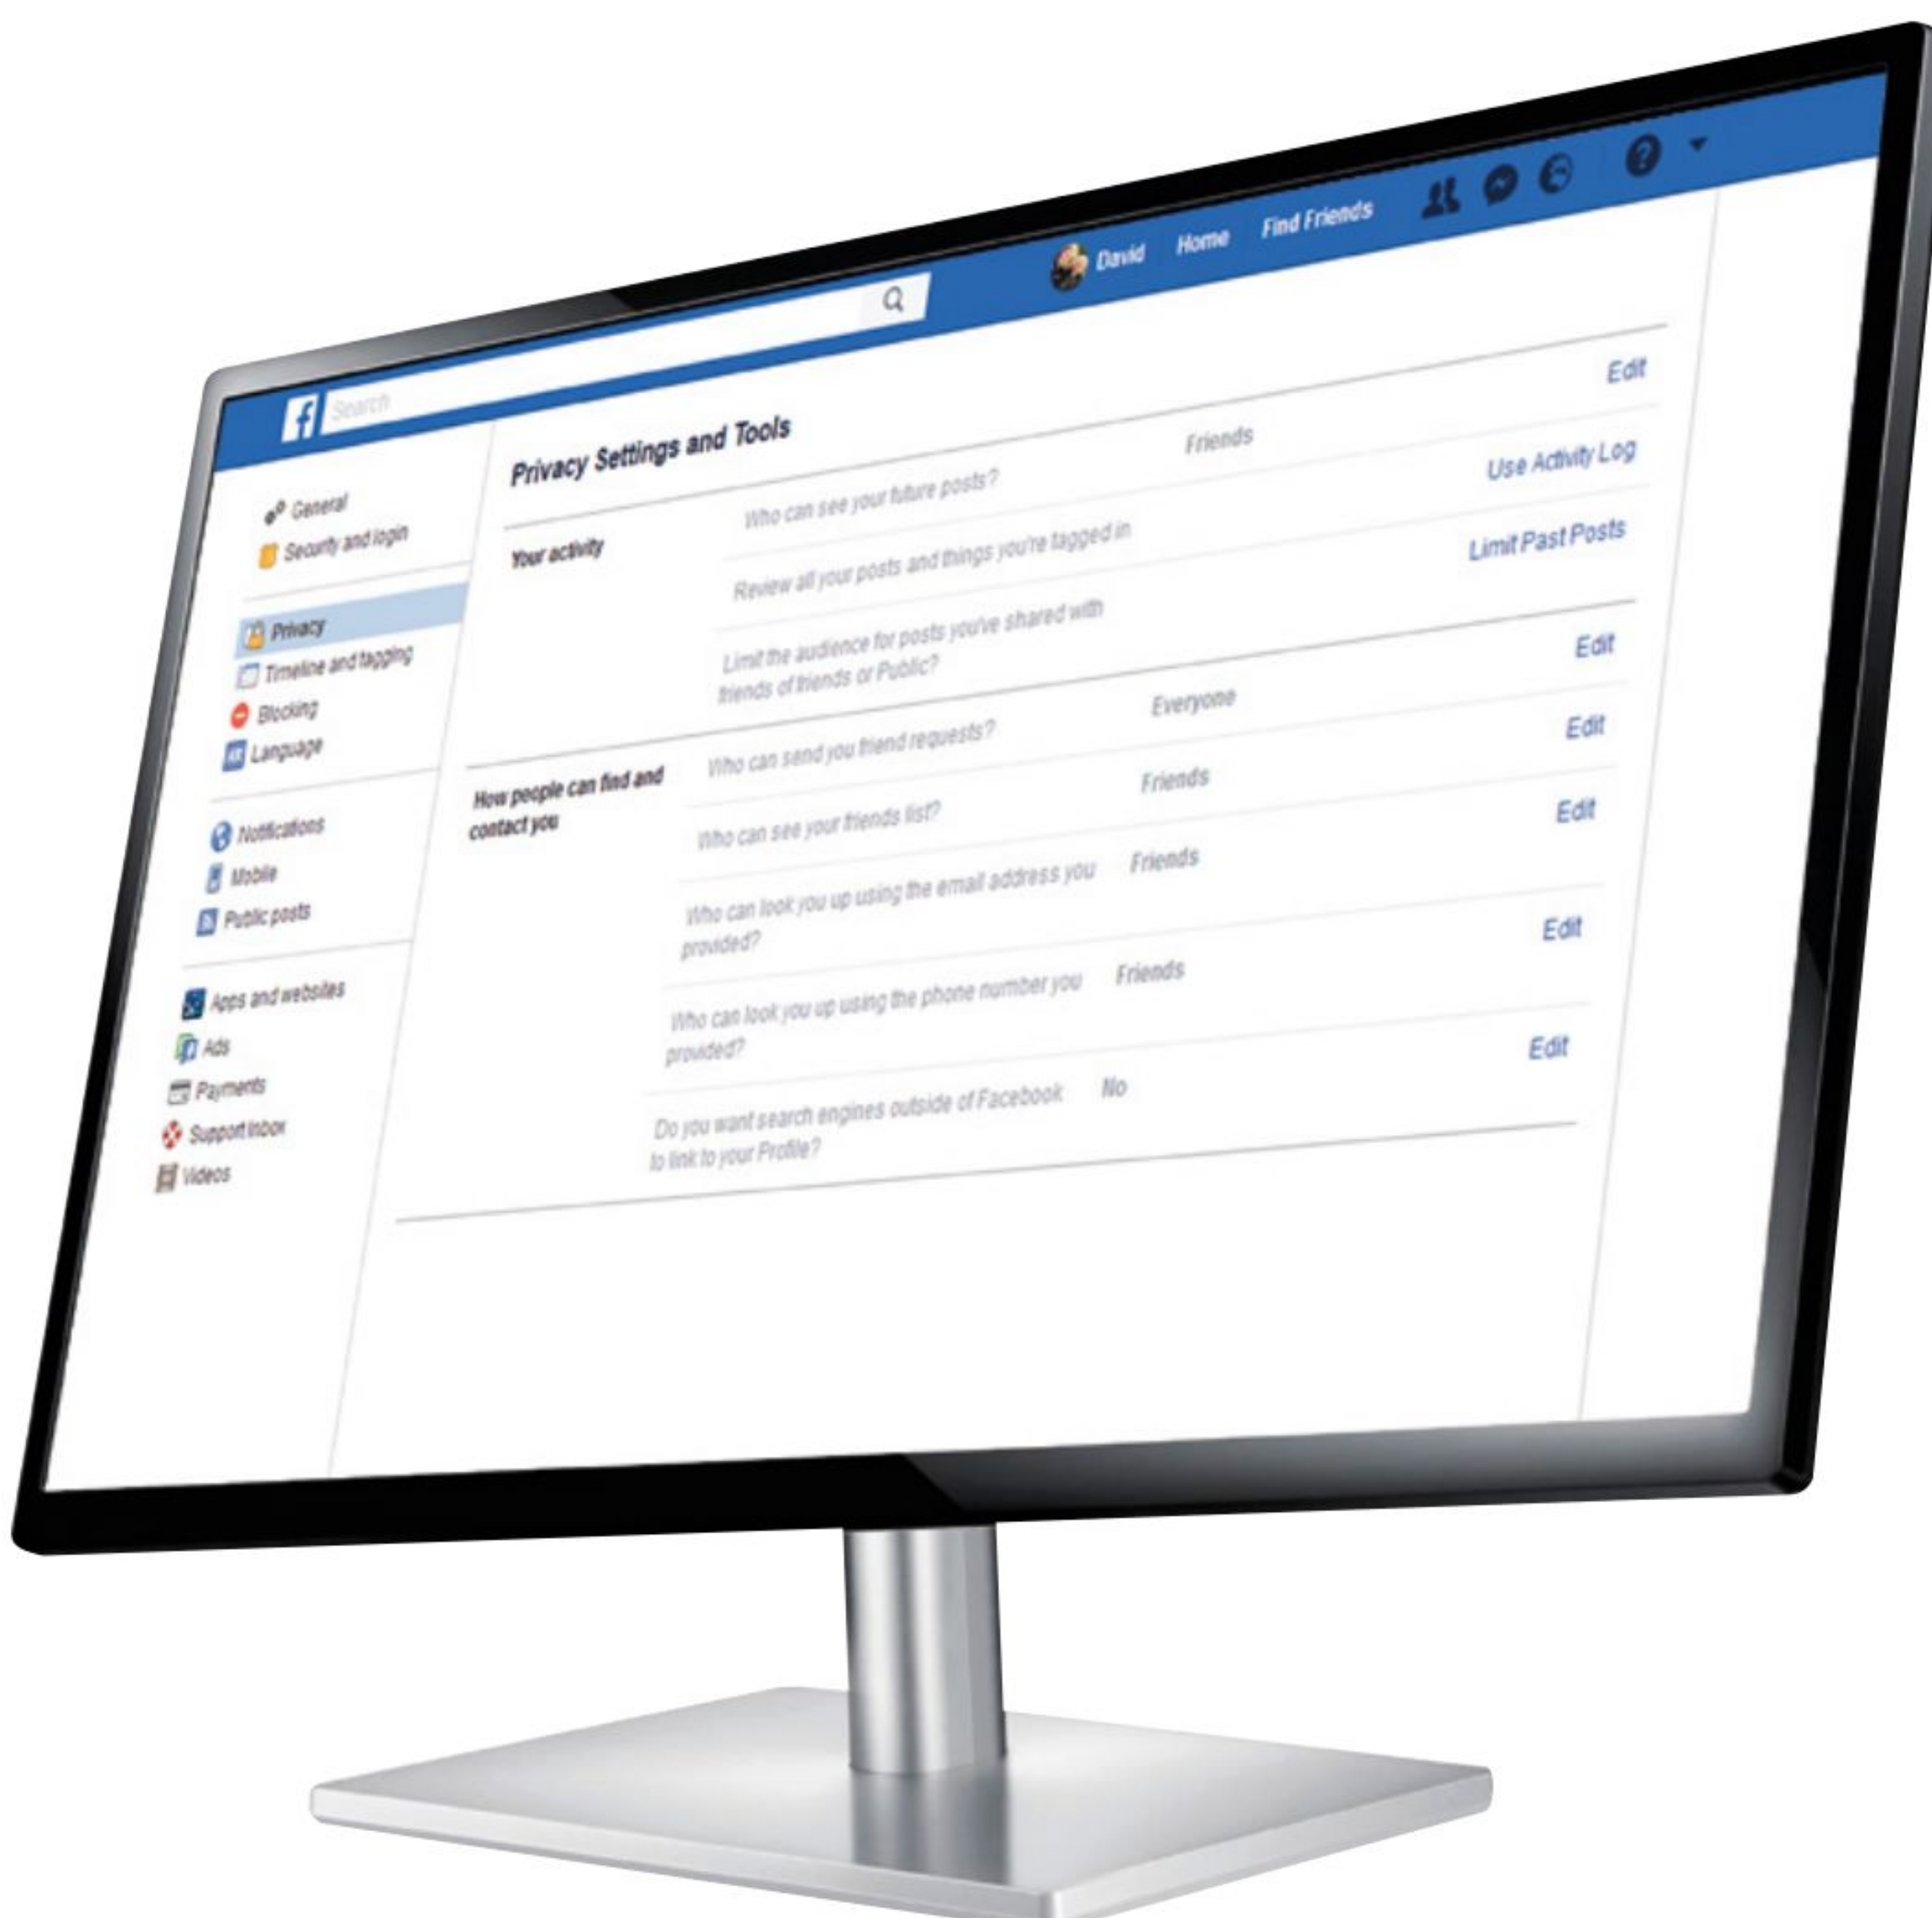 f Search David Home Find Friends
General
Security and login
Privacy
Timeline and tagging
Blocking
Language
Notifications
Mobile
Public posts
Apps and websites
Ads
Payments
Support Inbox
Videos
Privacy Settings and Tools
Your activity Who can see your future posts? Friends Edit
Review all your posts and things you're tagged in Use Activity Log
Limit the audience for posts you've shared with Limit Past Posts
friends of friends or Public?
How people can find and Who can send you friend requests? Everyone Edit
contact you
Who can see your friends list? Friends Edit
Who can look you up using the email address you Friends Edit
provided?
Who can look you up using the phone number you Friends Edit
provided?
Do you want search engines outside of Facebook No Edit
to link to your Profile?